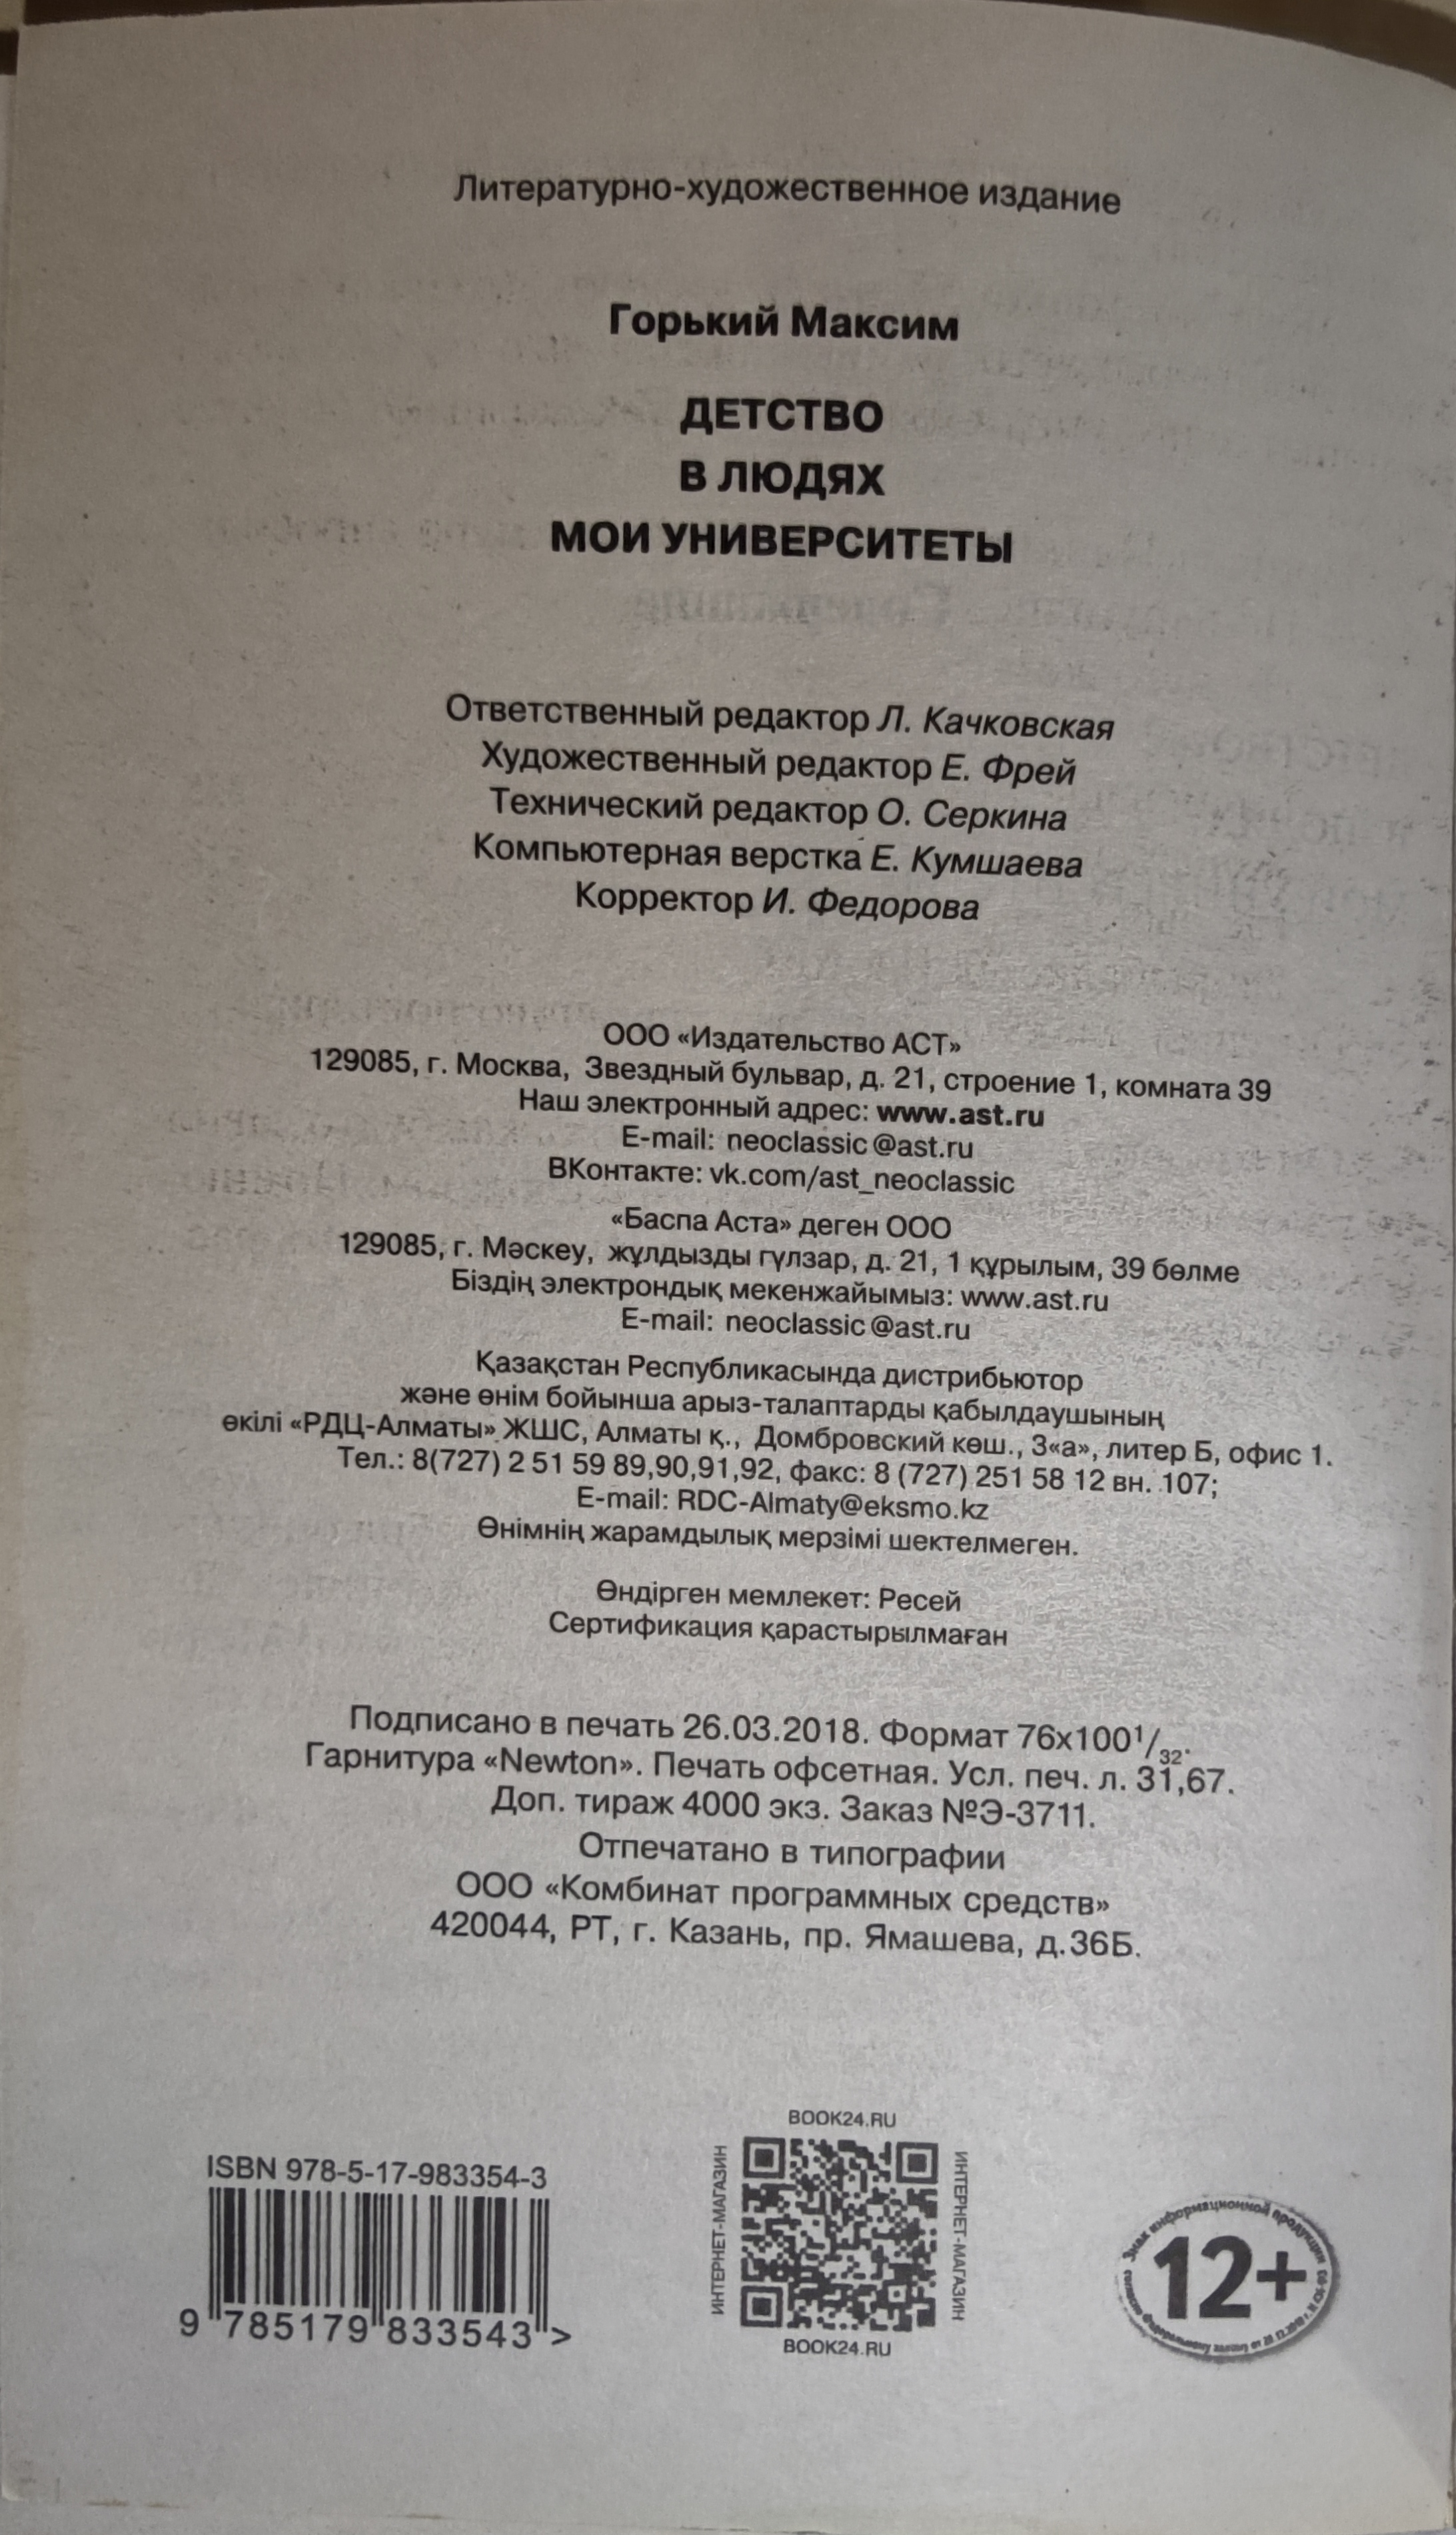 Литературно-художественное издание
Горький Максим
ДЕТСТВО
В ЛЮДЯХ
МОИ УНИВЕРСИТЕТЫ
Ответственный редактор Л. Качковская
Художественный редактор Е. Фрей
Технический редактор О. Серкина
Компьютерная верстка Е. Кумшаева
Корректор И. Федорова
ООО «Издательство АСТ»
129085, г. Москва, Звездный бульвар, д. 21, строение 1, комната 39
Наш электронный адрес: www.ast.ru
E-mail: neoclassic@ast.ru
ВКонтакте: vk.com/ast_neoclassic
«Баспа Аста» деген ООО
129085, г. Мәскеу, жұлдызды гүлзар, д. 21, 1 құрылым, 39 бөлме
Біздің электрондық мекенжайымыз: www.ast.ru
E-mail: neoclassic@ast.ru
Қазақстан Республикасында дистрибьютор
және өнім бойынша арыз-талаптарды қабылдаушының
өкілі «РДЦ-Алматы» ЖШС, Алматы қ., Домбровский көш., 3«а», литер Б, офис 1.
Тел.: 8(727) 2 51 59 89,90,91,92, факс: 8 (727) 251 58 12 вн. 107;
E-mail: RDC-Almaty@eksmo.kz
Өнімнің жарамдылық мерзімі шектелмеген.
Өндірген мемлекет: Ресей
Сертификация қарастырылмаған
Подписано в печать 26.03.2018. Формат 76x100 1/32.
Гарнитура «Newton». Печать офсетная. Усл. печ. л. 31,67.
Доп. тираж 4000 экз. Заказ №Э-3711.
Отпечатано в типографии
ООО «Комбинат программных средств»
420044, РТ, г. Казань, пр. Ямашева, д.36Б.
ISBN 978-5-17-983354-3
9 785179 833543 >
BOOK24.RU
ИНТЕРНЕТ-МАГАЗИН
ИНТЕРНЕТ-МАГАЗИН
BOOK24.RU
Знак информационной продукции
12+